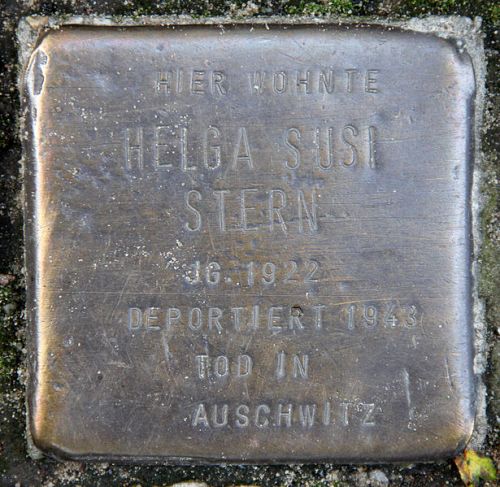 HIER WOHNTE
HELGA SUSI
STERN
JG. 1922
DEPORTIERT 1943
TOD IN
AUSCHWITZ